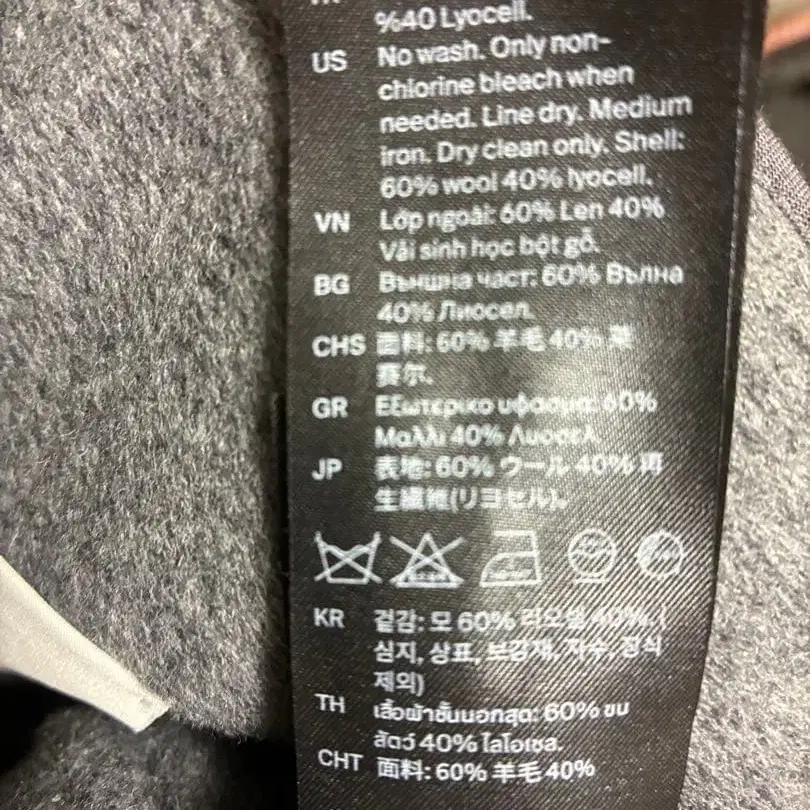 %40 Lyocell.
US No wash. Only non-
chlorine bleach when
needed. Line dry. Medium
iron. Dry clean only. Shell:
60% wool 40% lyocell.
VN Lớp ngoài: 60% Len 40%
Vải sinh học bột gỗ.
BG Външна част: 60% Вълна
40% Лиосел.
CHS 面料: 60% 羊毛 40% 莱
赛尔.
GR Εξωτερικο υφασμα: 60%
Μαλλι 40% Λυοσελ
JP 表地: 60% ウール 40% 再
生繊維(リヨセル).
KR 겉감: 모 60% 리오셀 40%. (
심지, 상표, 보강재, 자수, 장식
제외)
TH เสื้อผ้าชั้นนอกสุด: 60% ขน
สัตว์ 40% ไลโอเซล.
CHT 面料: 60% 羊毛 40%